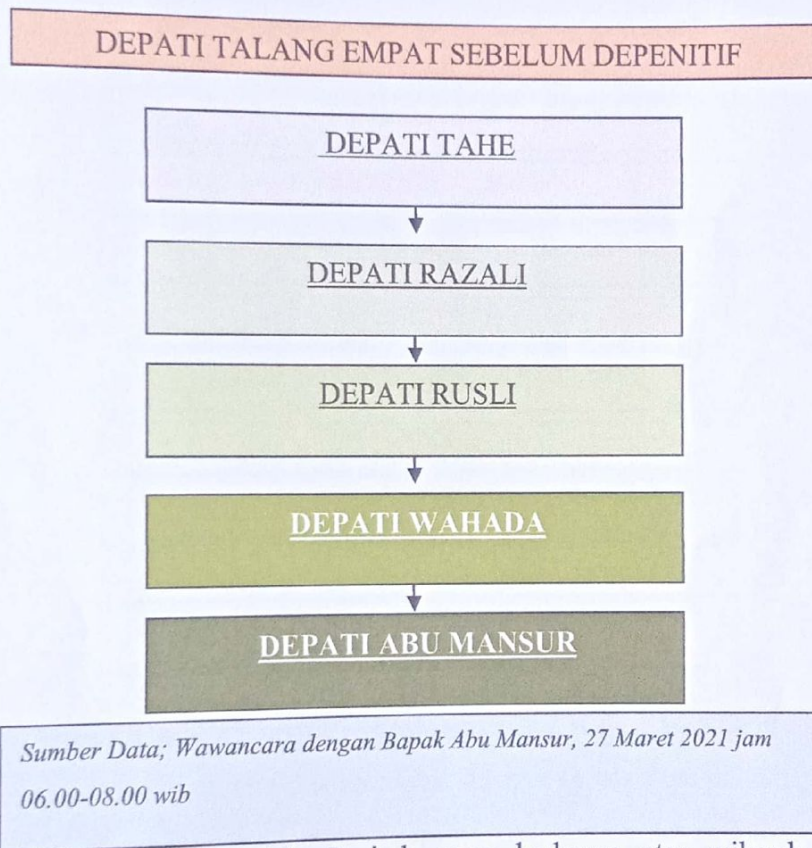 DEPATI TALANG EMPAT SEBELUM DEPENITIF
DEPATI TAHE
DEPATI RAZALI
DEPATI RUSLI
DEPATI WAHADA
DEPATI ABU MANSUR
Sumber Data; Wawancara dengan Bapak Abu Mansur, 27 Maret 2021 jam
06.00-08.00 wib